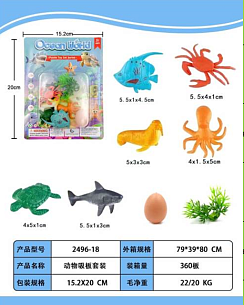 15.2cm
Ocean World
20cm
5.5x1x4.5cm
5.5x4x1cm
5x3x3cm
4x1.5x5cm
4x5x1cm
5.5x1x3cm
产品型号 2496-18 外箱规格 79*39*80 CM
产品名称 动物吸板套装 装箱量 360板
包装规格 15.2X20 CM 毛净重 22/20 KG